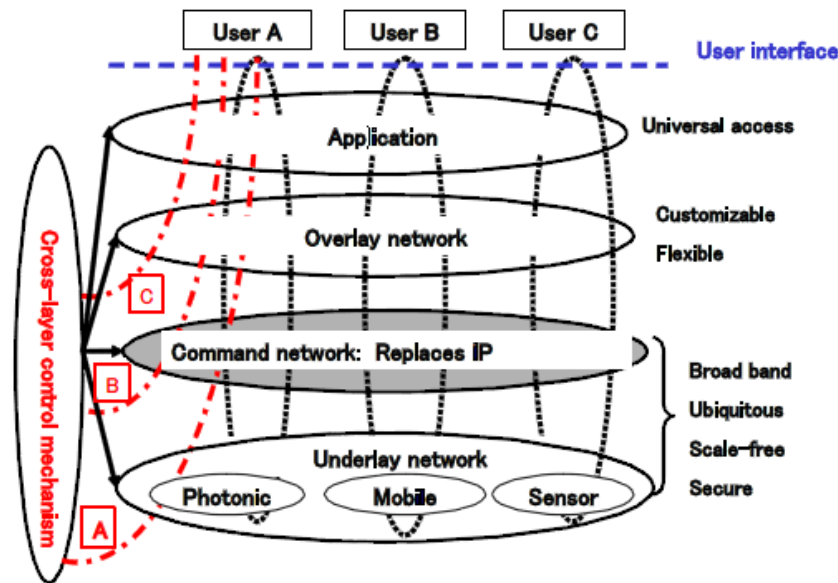 User A
User B
User C
User interface
Application
Universal access
Overlay network
Customizable
Flexible
Cross-layer control mechanism
C
Command network: Replaces IP
B
Broad band
Ubiquitous
Scale-free
Secure
Underlay network
Photonic
Mobile
Sensor
A